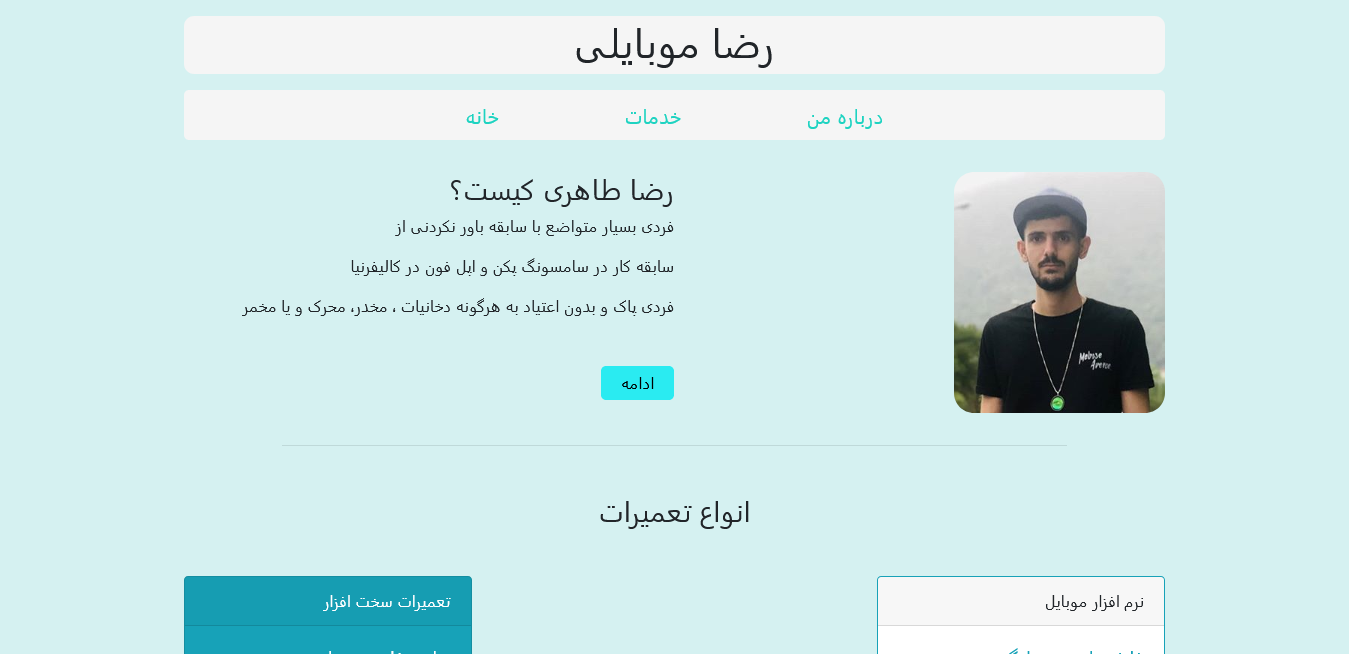 رضا موبایلی
درباره من
خدمات
خانه
رضا طاهری کیست؟
فردی بسیار متواضع با سابقه باور نکردنی از
سابقه کار در سامسونگ پکن و اپل فون در کالیفرنیا
فردی پاک و بدون اعتیاد به هرگونه دخانیات ، مخدر، محرک و یا مخمر
ادامه
انواع تعمیرات
نرم افزار موبایل
تعمیرات سخت افزار